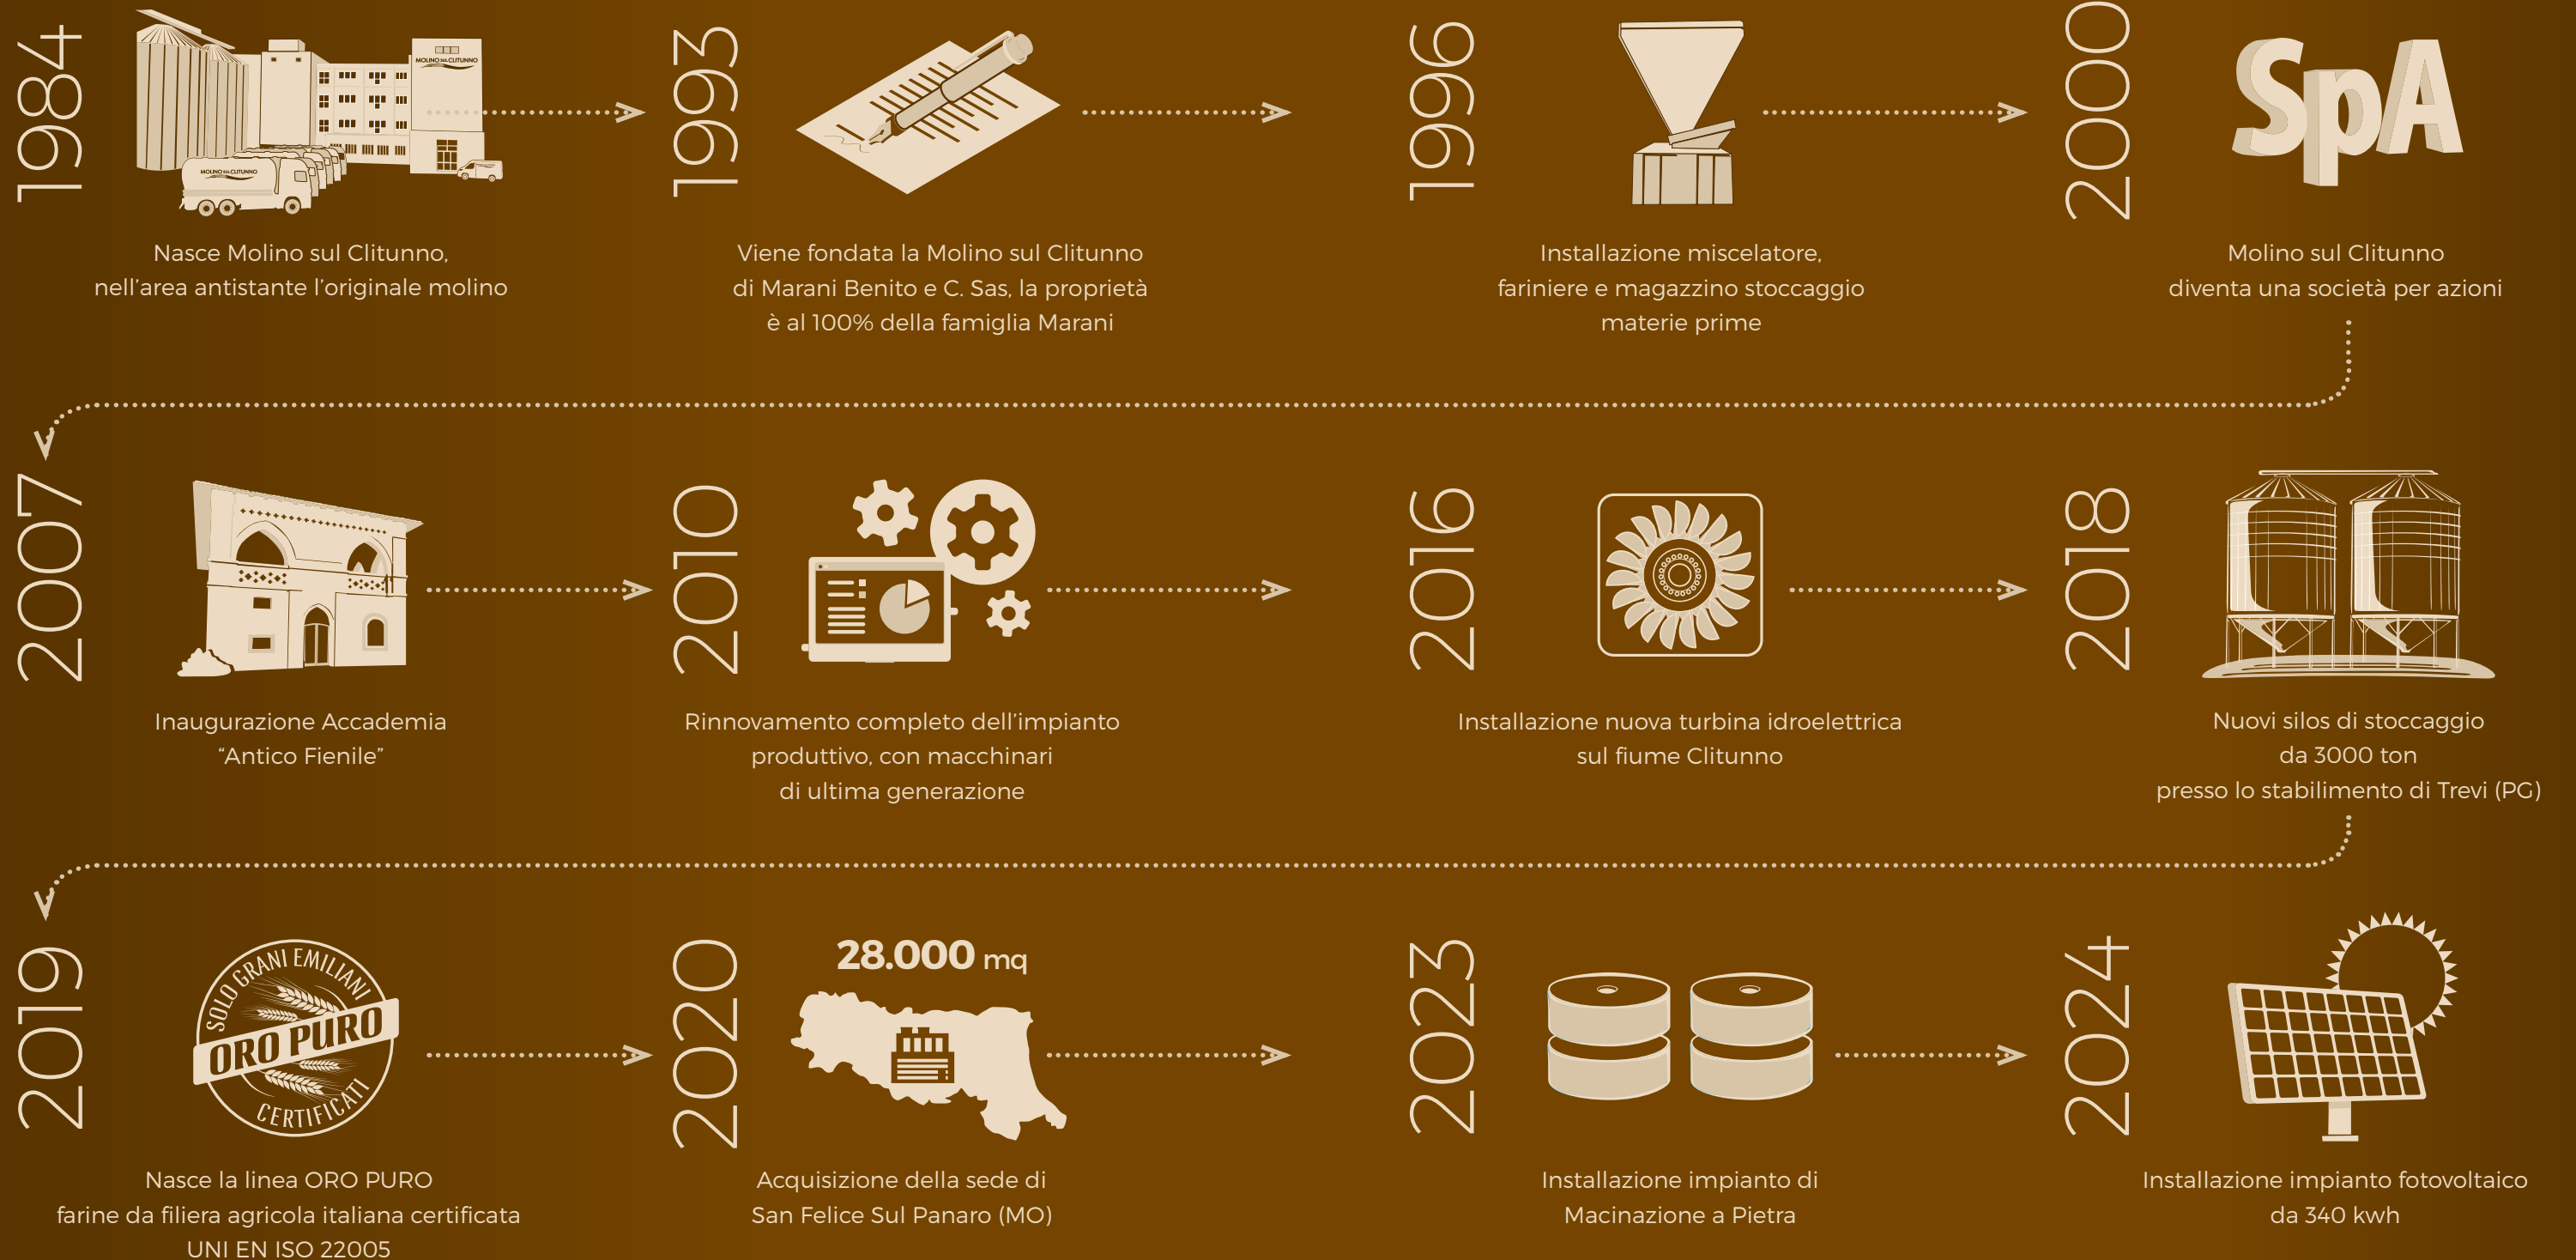 1984
MOLINO SUL CLITUNNO
MOLINO SUL CLITUNNO
Nasce Molino sul Clitunno,
nell’area antistante l’originale molino
1993
Viene fondata la Molino sul Clitunno
di Marani Benito e C. Sas, la proprietà
è al 100% della famiglia Marani
1996
Installazione miscelatore,
fariniere e magazzino stoccaggio
materie prime
2000
SpA
Molino sul Clitunno
diventa una società per azioni
2007
Inaugurazione Accademia
“Antico Fienile”
2010
Rinnovamento completo dell’impianto
produttivo, con macchinari
di ultima generazione
2016
Installazione nuova turbina idroelettrica
sul fiume Clitunno
2018
Nuovi silos di stoccaggio
da 3000 ton
presso lo stabilimento di Trevi (PG)
2019
SOLO GRANI EMILIANI
ORO PURO
CERTIFICATI
Nasce la linea ORO PURO
farine da filiera agricola italiana certificata
UNI EN ISO 22005
2020
28.000 mq
Acquisizione della sede di
San Felice Sul Panaro (MO)
2023
Installazione impianto di
Macinazione a Pietra
2024
Installazione impianto fotovoltaico
da 340 kwh